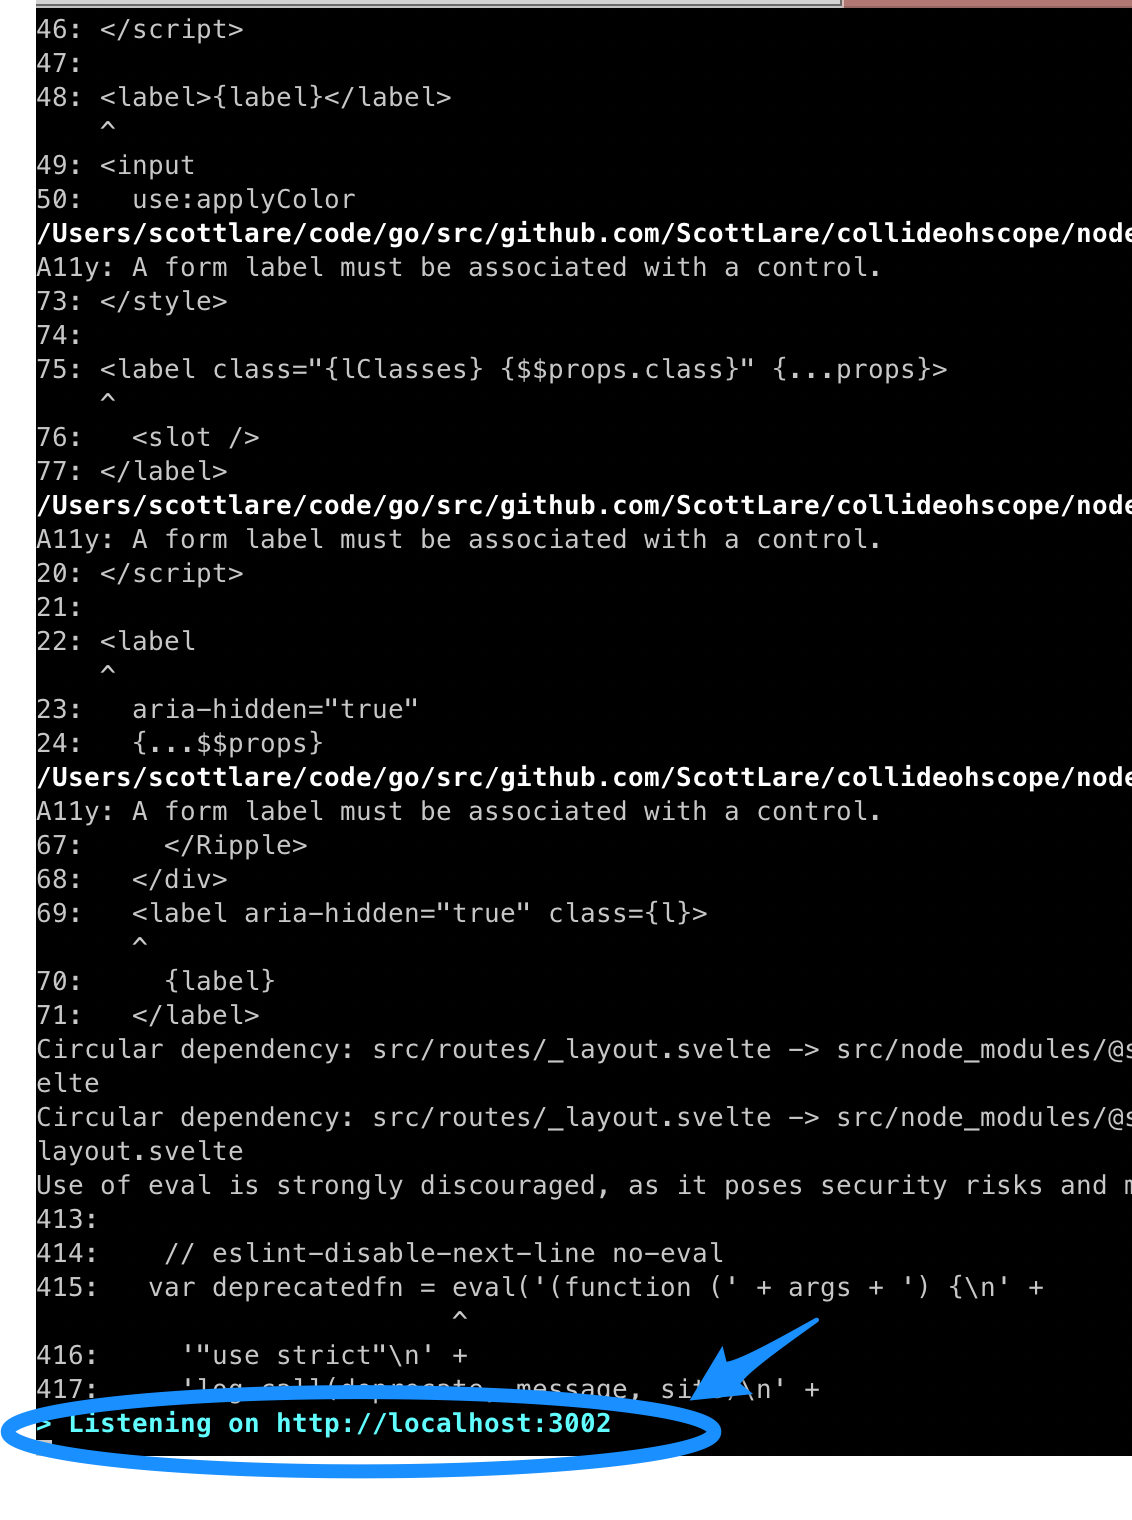 46: </script>
47:
48: <label>{label}</label>
    ^
49: <input
50:   use:applyColor
/Users/scottlare/code/go/src/github.com/ScottLare/collideohscope/node
A11y: A form label must be associated with a control.
73: </style>
74:
75: <label class="{lClasses} {$$props.class}" {...props}>
    ^
76:   <slot />
77: </label>
/Users/scottlare/code/go/src/github.com/ScottLare/collideohscope/node
A11y: A form label must be associated with a control.
20: </script>
21:
22: <label
    ^
23:   aria-hidden="true"
24:   {...$$props}
/Users/scottlare/code/go/src/github.com/ScottLare/collideohscope/node
A11y: A form label must be associated with a control.
67:     </Ripple>
68:   </div>
69:   <label aria-hidden="true" class={l}>
      ^
70:     {label}
71:   </label>
Circular dependency: src/routes/_layout.svelte -> src/node_modules/@s
elte
Circular dependency: src/routes/_layout.svelte -> src/node_modules/@s
layout.svelte
Use of eval is strongly discouraged, as it poses security risks and m
413:
414:    // eslint-disable-next-line no-eval
415:   var deprecatedfn = eval('(function (' + args + ') {\n' +
                          ^
416:     '"use strict"\n' +
417:     'log.call(deprecate, message, site)\n' +
> Listening on http://localhost:3002